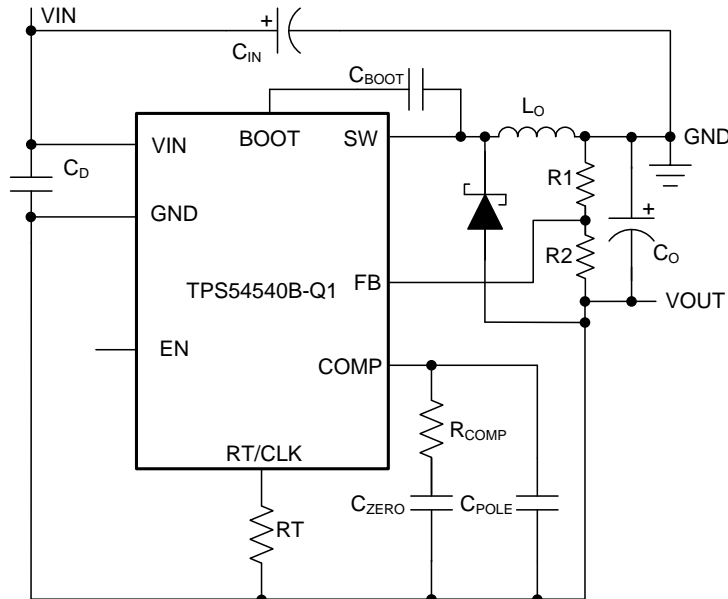 VIN
+
CIN
CBOOT
LO
VIN
BOOT
SW
GND
CD
R1
GND
+
R2
CO
TPS54540B-Q1
FB
VOUT
EN
COMP
RCOMP
RT/CLK
CZERO
CPOLE
RT